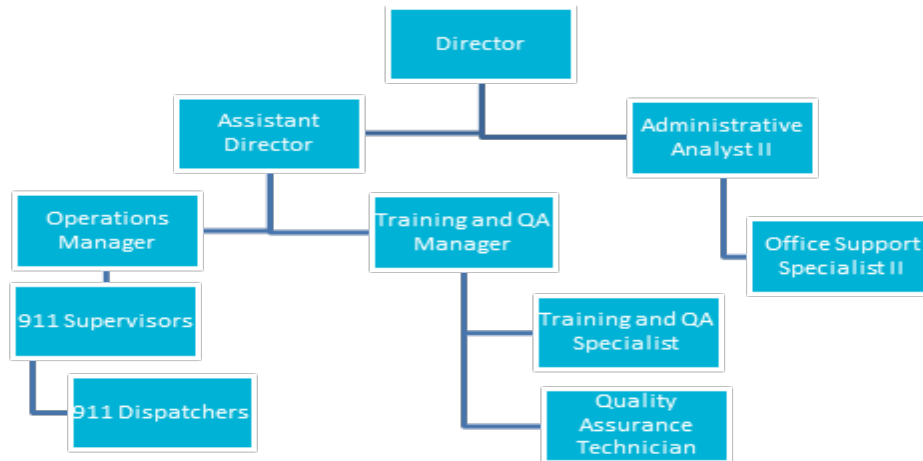 Director
Assistant
Director
Administrative
Analyst II
Operations
Manager
Training and QA
Manager
Office Support
Specialist II
911 Supervisors
Training and QA
Specialist
911 Dispatchers
Quality
Assurance
Technician